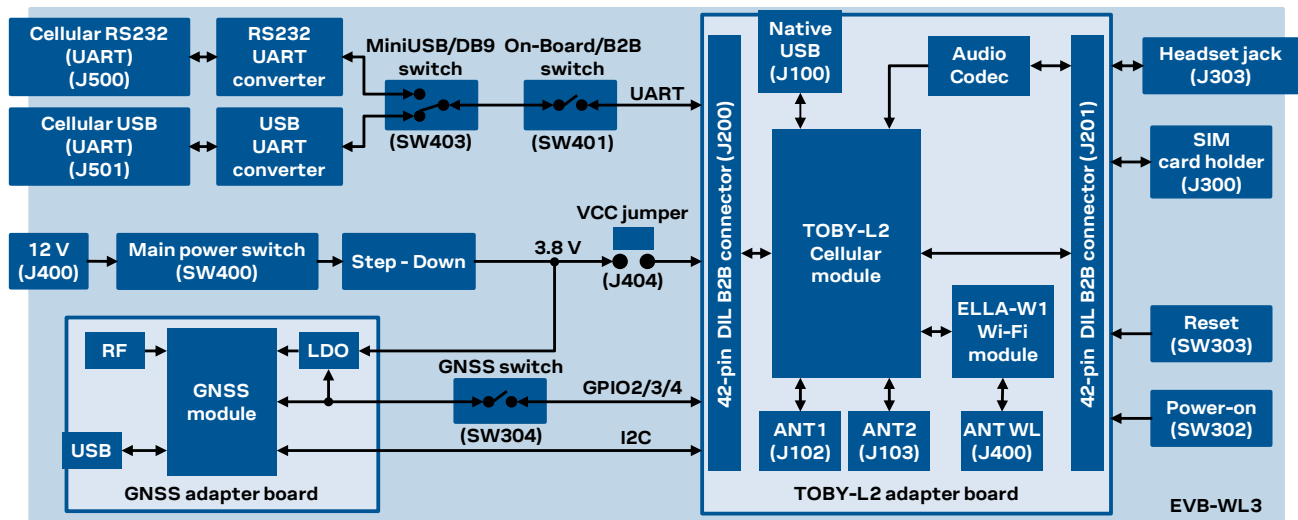 Cellular RS232
(UART)
(J500)
RS232
UART
converter
MiniUSB/DB9
switch
(SW403)
On-Board/B2B
switch
(SW401)
UART
Cellular USB
(UART)
(J501)
USB
UART
converter
12 V
(J400)
Main power switch
(SW400)
Step - Down
3.8 V
VCC jumper
(J404)
RF
GNSS
module
LDO
USB
GNSS adapter board
GNSS switch
(SW304)
GPIO2/3/4
I2C
42-pin DIL B2B connector (J200)
Native
USB
(J100)
Audio
Codec
TOBY-L2
Cellular
module
ELLA-W1
Wi-Fi
module
ANT1
(J102)
ANT2
(J103)
ANT WL
(J400)
TOBY-L2 adapter board
42-pin DIL B2B connector (J201)
Headset jack
(J303)
SIM
card holder
(J300)
Reset
(SW303)
Power-on
(SW302)
EVB-WL3